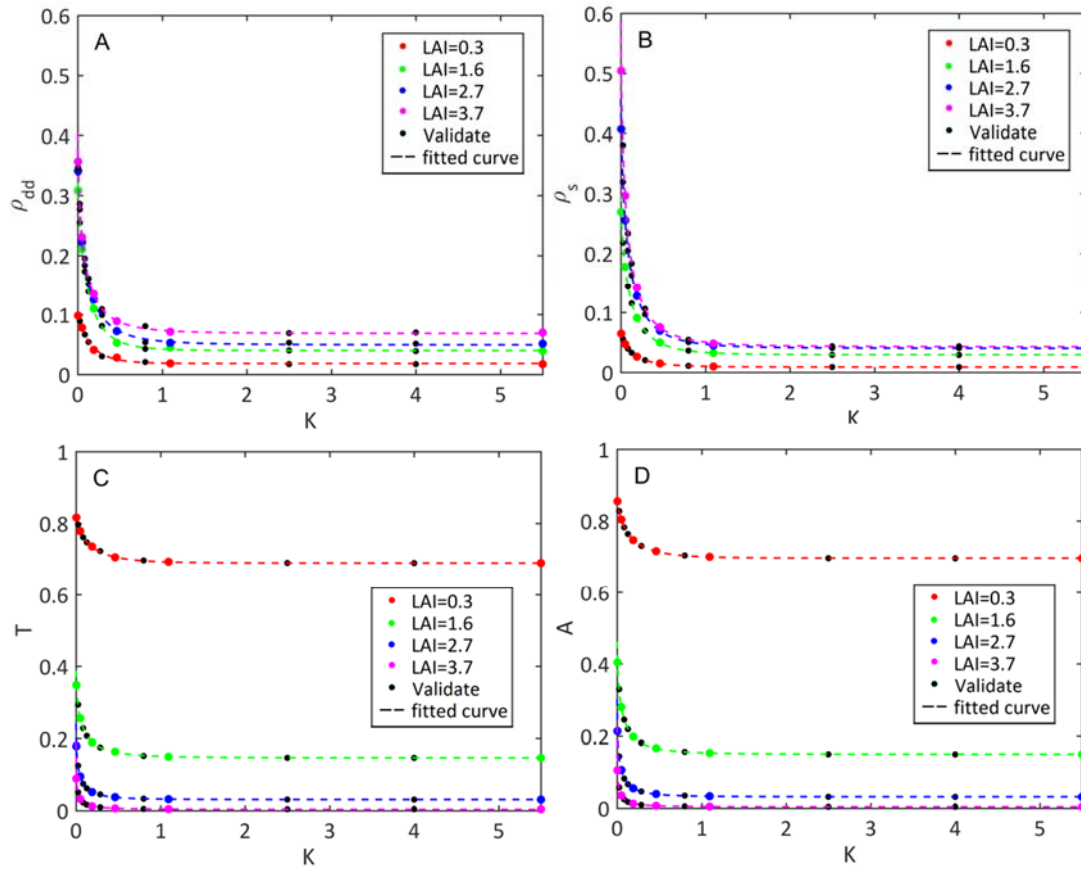 A
0.6
0.5
0.4
0.3
0.2
0.1
0
ρdd
0 1 2 3 4 5
K
LAI=0.3
LAI=1.6
LAI=2.7
LAI=3.7
Validate
fitted curve
B
0.6
0.5
0.4
0.3
0.2
0.1
0
ρs
0 1 2 3 4 5
K
LAI=0.3
LAI=1.6
LAI=2.7
LAI=3.7
Validate
fitted curve
C
1
0.8
0.6
0.4
0.2
0
T
0 1 2 3 4 5
K
LAI=0.3
LAI=1.6
LAI=2.7
LAI=3.7
Validate
fitted curve
D
1
0.8
0.6
0.4
0.2
0
A
0 1 2 3 4 5
K
LAI=0.3
LAI=1.6
LAI=2.7
LAI=3.7
Validate
fitted curve